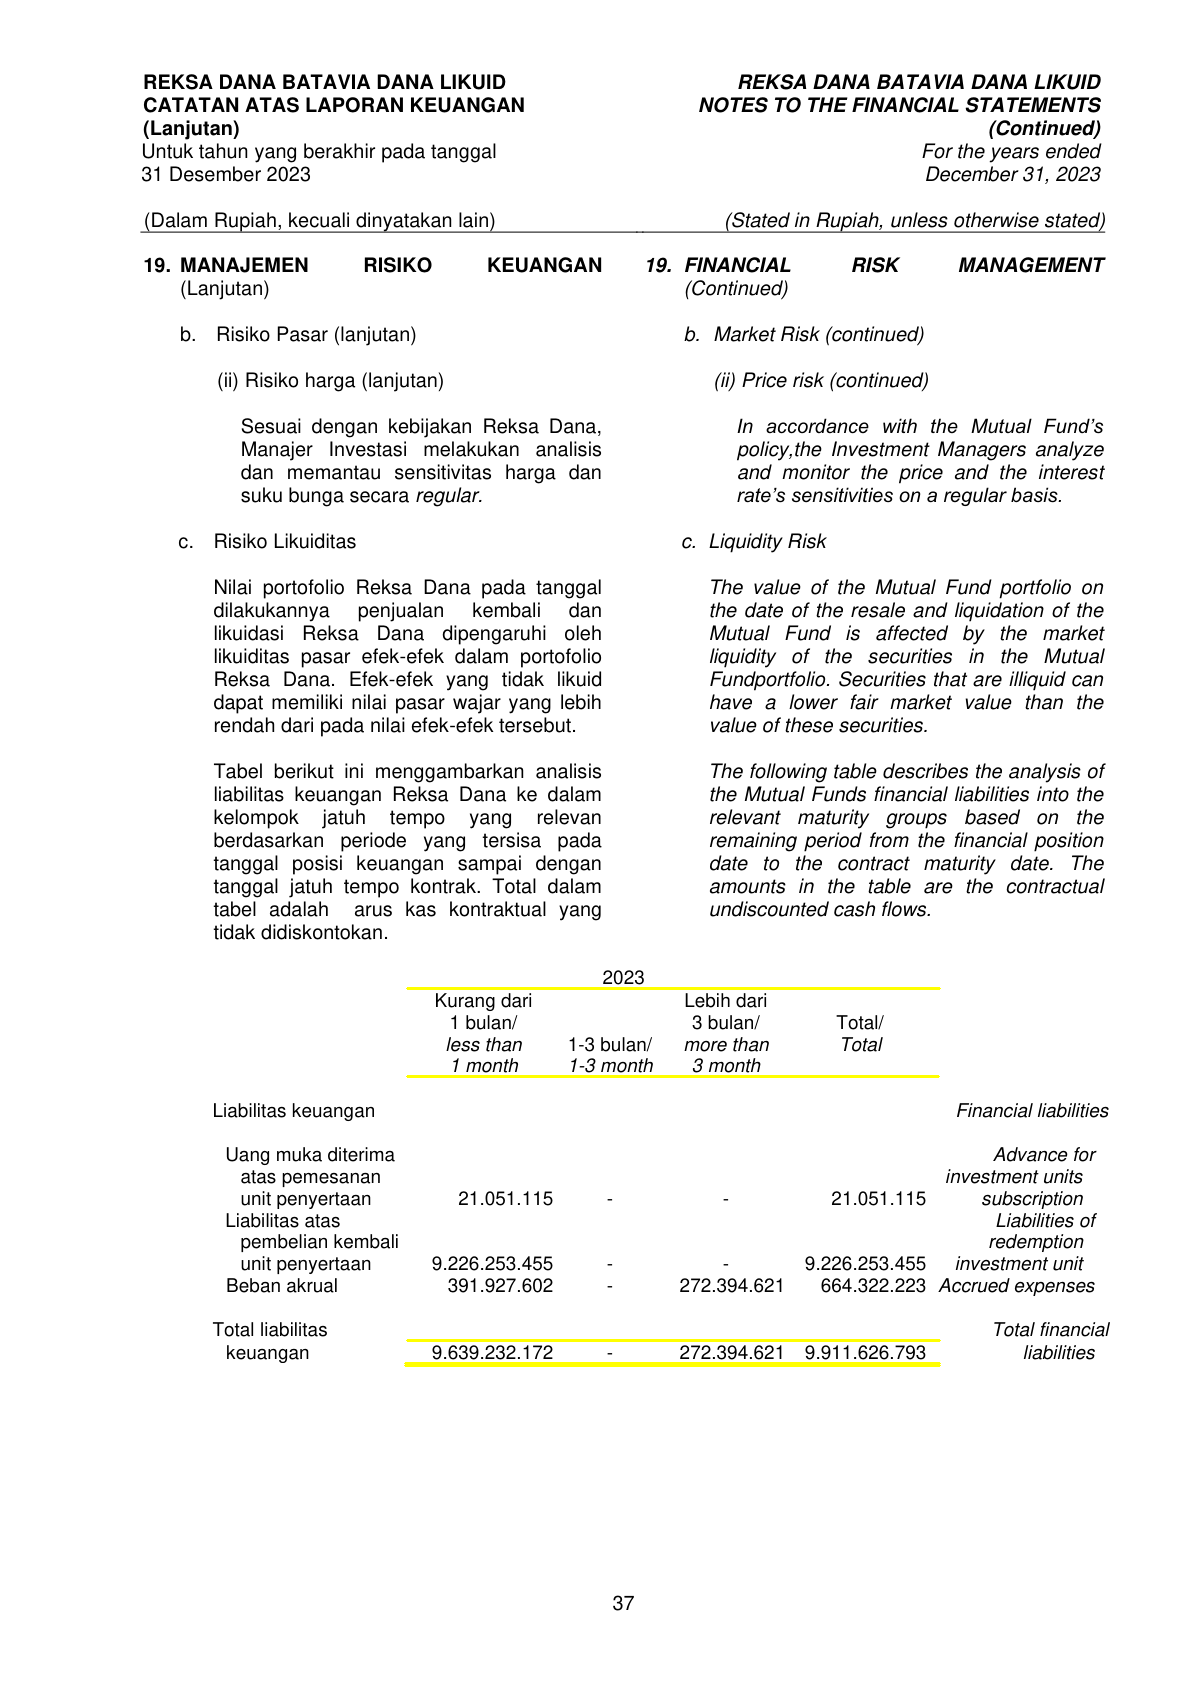 REKSA DANA BATAVIA DANA LIKUID
CATATAN ATAS LAPORAN KEUANGAN
(Lanjutan)
Untuk tahun yang berakhir pada tanggal
31 Desember 2023
REKSA DANA BATAVIA DANA LIKUID
NOTES TO THE FINANCIAL STATEMENTS
(Continued)
For the years ended
December 31, 2023
(Dalam Rupiah, kecuali dinyatakan lain)
(Stated in Rupiah, unless otherwise stated)
19. MANAJEMEN RISIKO KEUANGAN
(Lanjutan)
b. Risiko Pasar (lanjutan)
(ii) Risiko harga (lanjutan)
Sesuai dengan kebijakan Reksa Dana,
Manajer Investasi melakukan analisis
dan memantau sensitivitas harga dan
suku bunga secara regular.
c. Risiko Likuiditas
Nilai portofolio Reksa Dana pada tanggal
dilakukannya penjualan kembali dan
likuidasi Reksa Dana dipengaruhi oleh
likuiditas pasar efek-efek dalam portofolio
Reksa Dana. Efek-efek yang tidak likuid
dapat memiliki nilai pasar wajar yang lebih
rendah dari pada nilai efek-efek tersebut.
Tabel berikut ini menggambarkan analisis
liabilitas keuangan Reksa Dana ke dalam
kelompok jatuh tempo yang relevan
berdasarkan periode yang tersisa pada
tanggal posisi keuangan sampai dengan
tanggal jatuh tempo kontrak. Total dalam
tabel adalah arus kas kontraktual yang
tidak didiskontokan.
19. FINANCIAL RISK MANAGEMENT
(Continued)
b. Market Risk (continued)
(ii) Price risk (continued)
In accordance with the Mutual Fund's
policy,the Investment Managers analyze
and monitor the price and the interest
rate's sensitivities on a regular basis.
c. Liquidity Risk
The value of the Mutual Fund portfolio on
the date of the resale and liquidation of the
Mutual Fund is affected by the market
liquidity of the securities in the Mutual
Fundportfolio. Securities that are illiquid can
have a lower fair market value than the
value of these securities.
The following table describes the analysis of
the Mutual Funds financial liabilities into the
relevant maturity groups based on the
remaining period from the financial position
date to the contract maturity date. The
amounts in the table are the contractual
undiscounted cash flows.
2023
Kurang dari Lebih dari
1 bulan/ 3 bulan/ Total/
less than 1-3 bulan/ more than Total
1 month 1-3 month 3 month
Liabilitas keuangan Financial liabilities
Uang muka diterima Advance for
atas pemesanan investment units
unit penyertaan 21.051.115 - - 21.051.115 subscription
Liabilitas atas Liabilities of
pembelian kembali redemption
unit penyertaan 9.226.253.455 - - 9.226.253.455 investment unit
Beban akrual 391.927.602 - 272.394.621 664.322.223 Accrued expenses
Total liabilitas Total financial
keuangan 9.639.232.172 - 272.394.621 9.911.626.793 liabilities
37